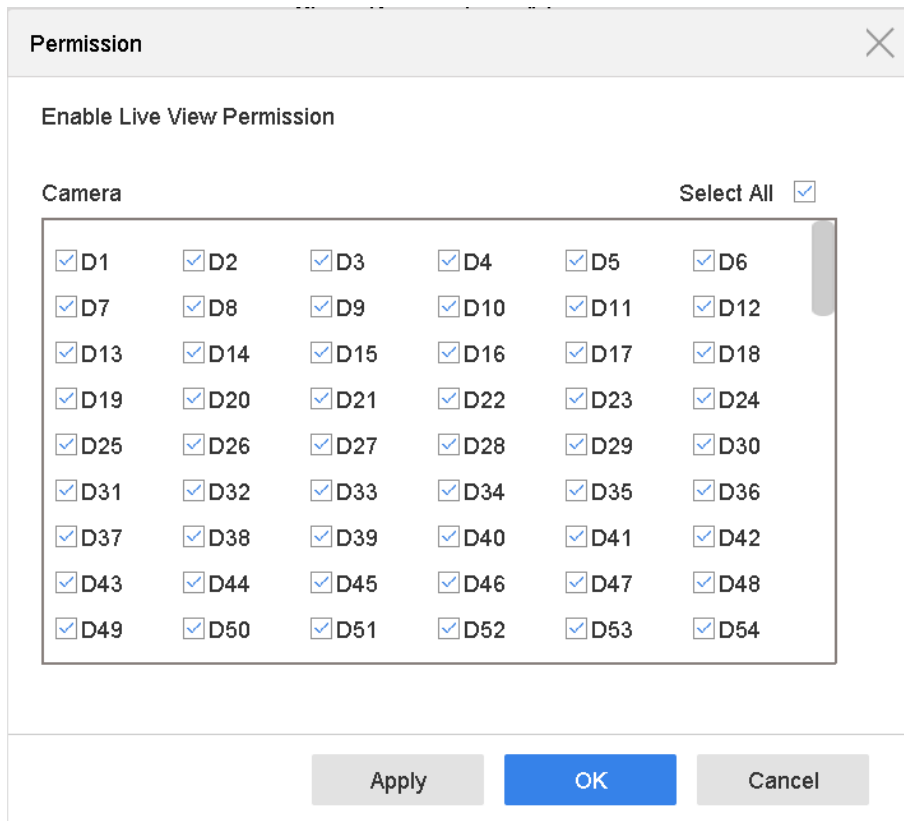 Permission
Enable Live View Permission
Camera Select All
D1 D2 D3 D4 D5 D6
D7 D8 D9 D10 D11 D12
D13 D14 D15 D16 D17 D18
D19 D20 D21 D22 D23 D24
D25 D26 D27 D28 D29 D30
D31 D32 D33 D34 D35 D36
D37 D38 D39 D40 D41 D42
D43 D44 D45 D46 D47 D48
D49 D50 D51 D52 D53 D54
Apply OK Cancel